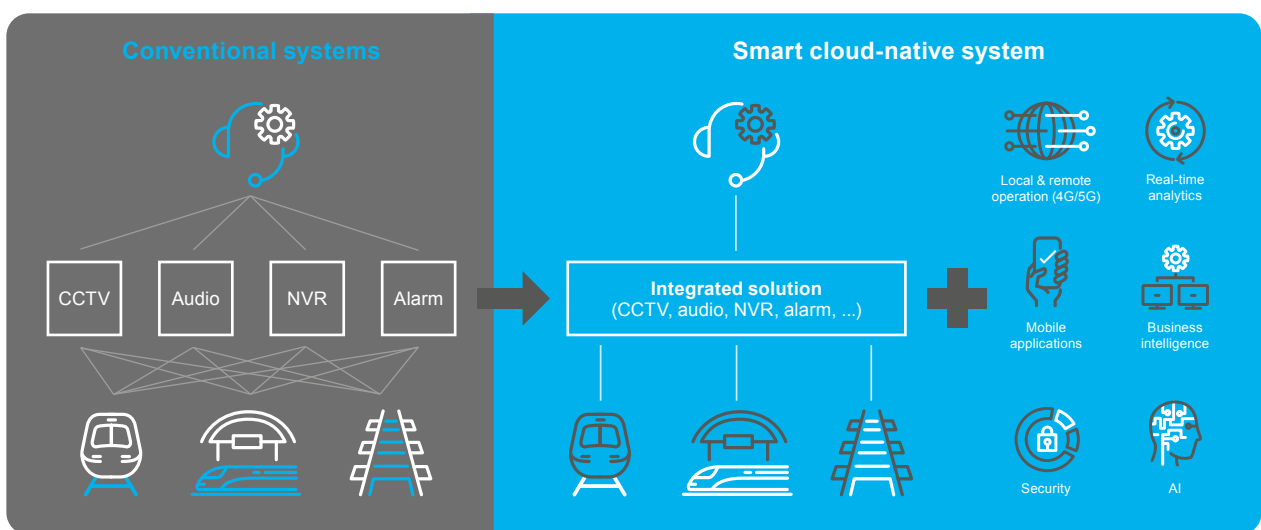 Conventional systems
Smart cloud-native system
CCTV
Audio
NVR
Alarm
Integrated solution
(CCTV, audio, NVR, alarm, ...)
Local & remote
operation (4G/5G)
Real-time
analytics
Mobile
applications
Business
intelligence
Security
AI